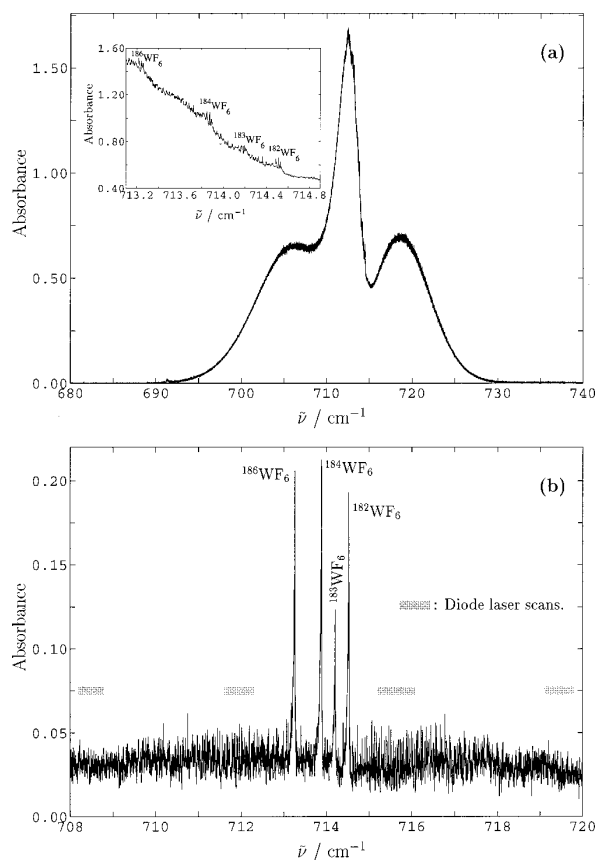 (a)
1.50
1.00
0.50
0.00
Absorbance
680 690 700 710 720 730 740
ν̃ / cm⁻¹
1.60
1.20
0.80
0.40
Absorbance
¹⁸⁶WF₆
¹⁸⁴WF₆
¹⁸³WF₆
¹⁸²WF₆
713.2 713.6 714.0 714.4 714.8
ν̃ / cm⁻¹
(b)
0.20
0.15
0.10
0.05
0.00
Absorbance
¹⁸⁶WF₆
¹⁸⁴WF₆
¹⁸³WF₆
¹⁸²WF₆
: Diode laser scans.
708 710 712 714 716 718 720
ν̃ / cm⁻¹